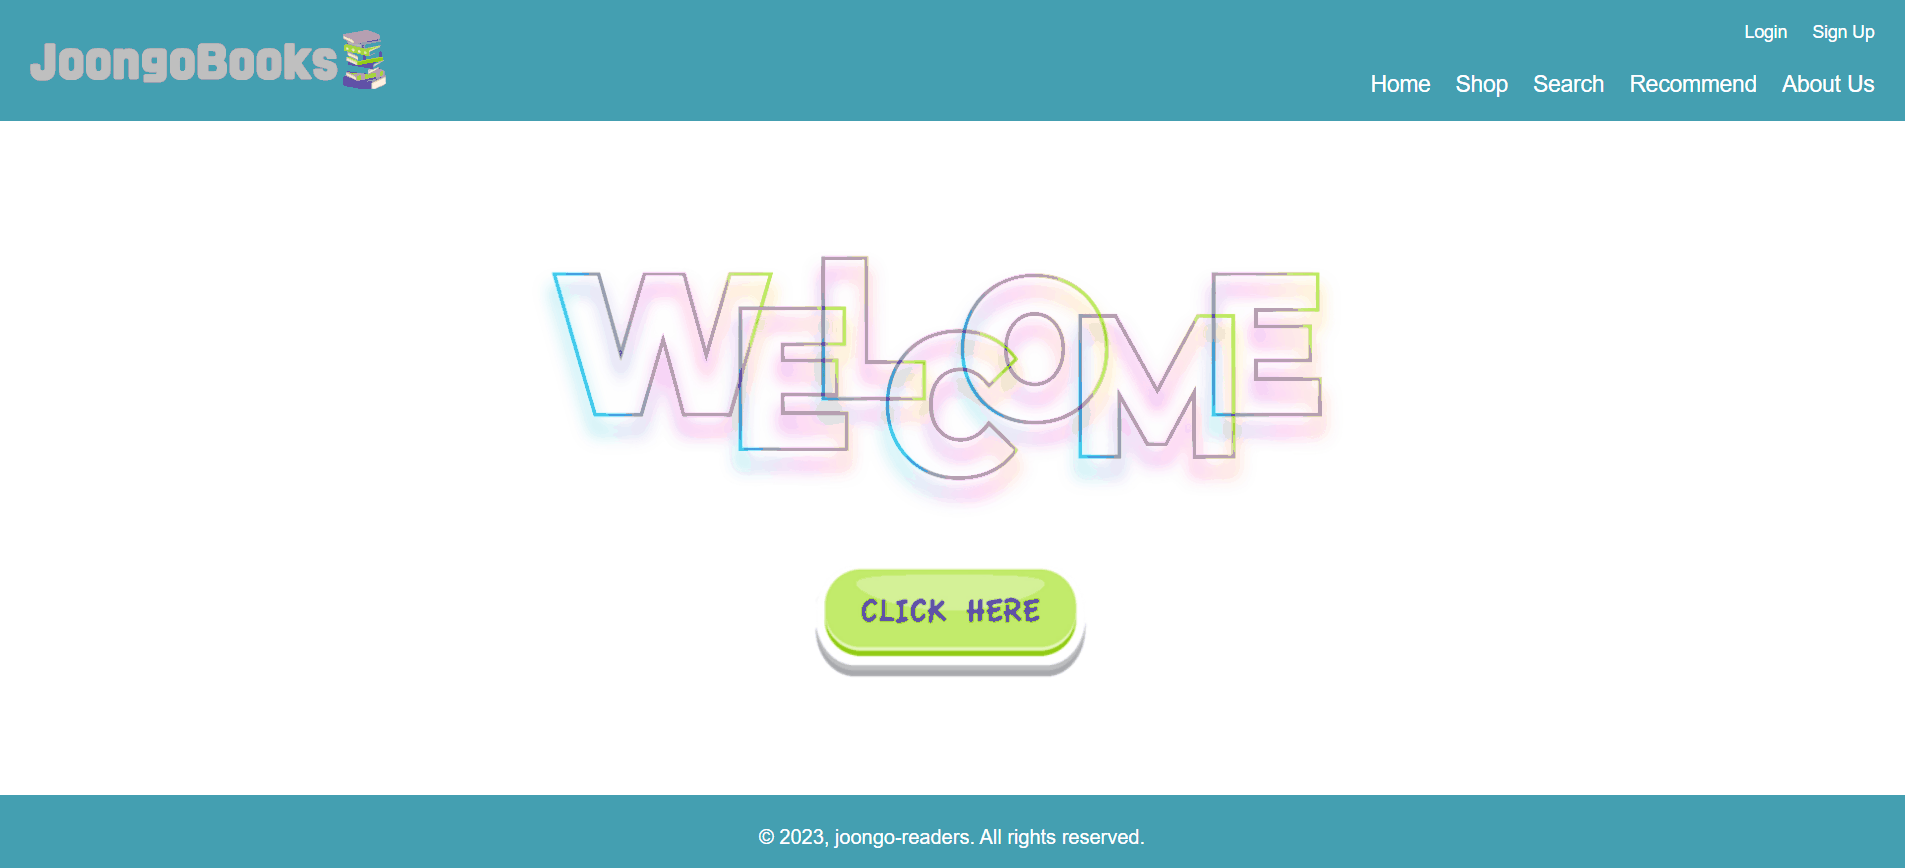 JoongoBooks
Login Sign Up
Home Shop Search Recommend About Us
WELCOME
CLICK HERE
© 2023, joongo-readers. All rights reserved.